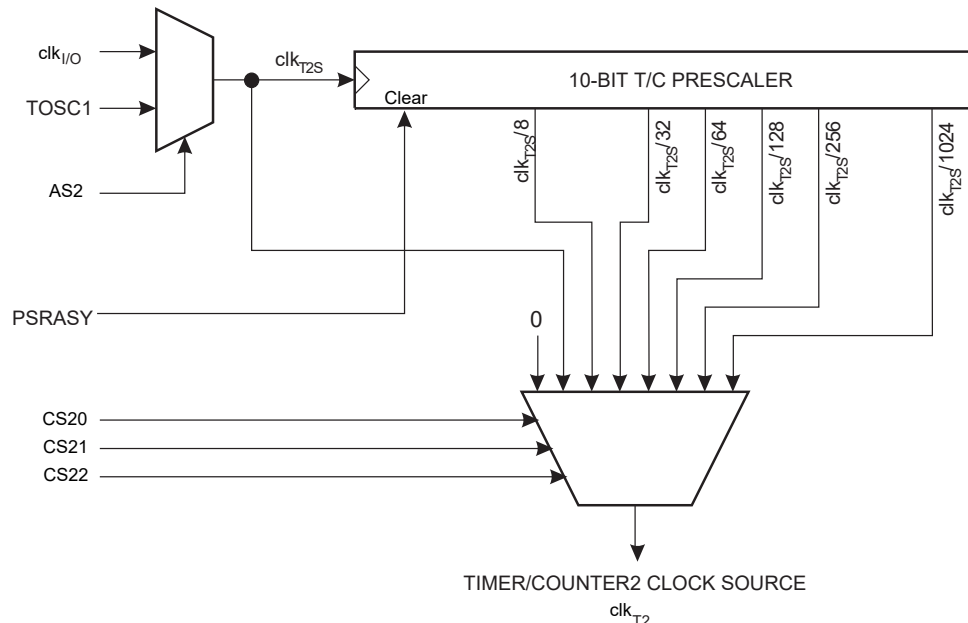 clkI/O
clkT2S
10-BIT T/C PRESCALER
TOSC1
Clear
clkT2S/8
clkT2S/32
clkT2S/64
clkT2S/128
clkT2S/256
clkT2S/1024
AS2
PSRASY
0
CS20
CS21
CS22
TIMER/COUNTER2 CLOCK SOURCE
clkT2